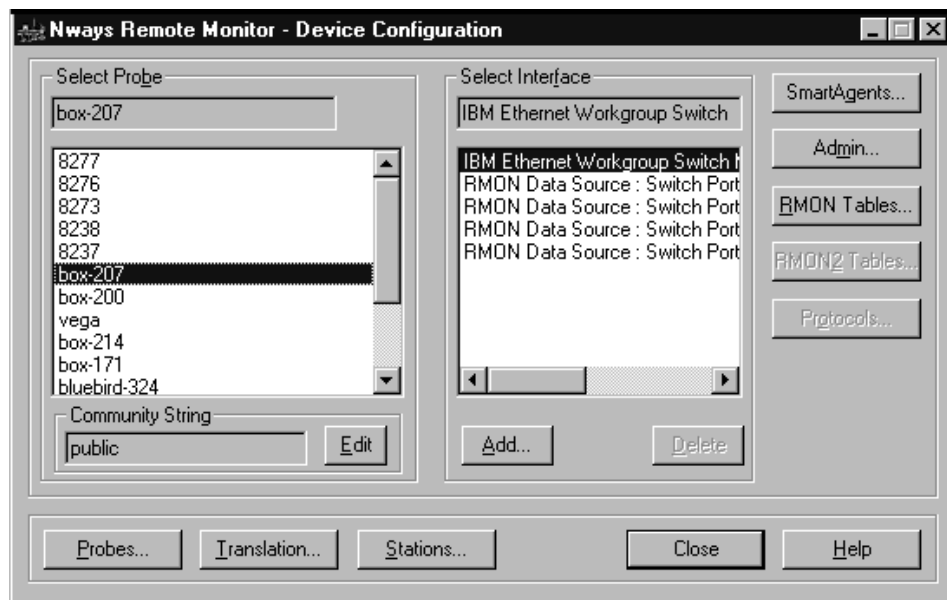 Nways Remote Monitor - Device Configuration
Select Probe
box-207
8277
8276
8273
8238
8237
box-207
box-200
vega
box-214
box-171
bluebird-324
Community String
public
Edit
Select Interface
IBM Ethernet Workgroup Switch
IBM Ethernet Workgroup Switch
RMON Data Source : Switch Port
RMON Data Source : Switch Port
RMON Data Source : Switch Port
RMON Data Source : Switch Port
Add...
Delete
SmartAgents...
Admin...
RMON Tables...
RMON2 Tables...
Protocols...
Probes...
Translation...
Stations...
Close
Help